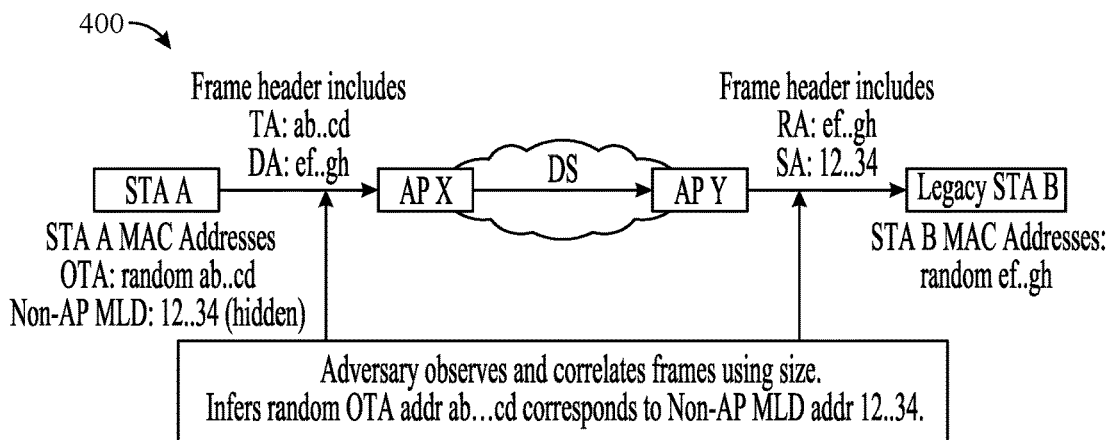 400
Frame header includes
TA: ab..cd
DA: ef..gh
Frame header includes
RA: ef..gh
SA: 12..34
STA A
AP X
DS
AP Y
Legacy STA B
STA A MAC Addresses
OTA: random ab..cd
Non-AP MLD: 12..34 (hidden)
STA B MAC Addresses:
random ef..gh
Adversary observes and correlates frames using size.
Infers random OTA addr ab...cd corresponds to Non-AP MLD addr 12..34.